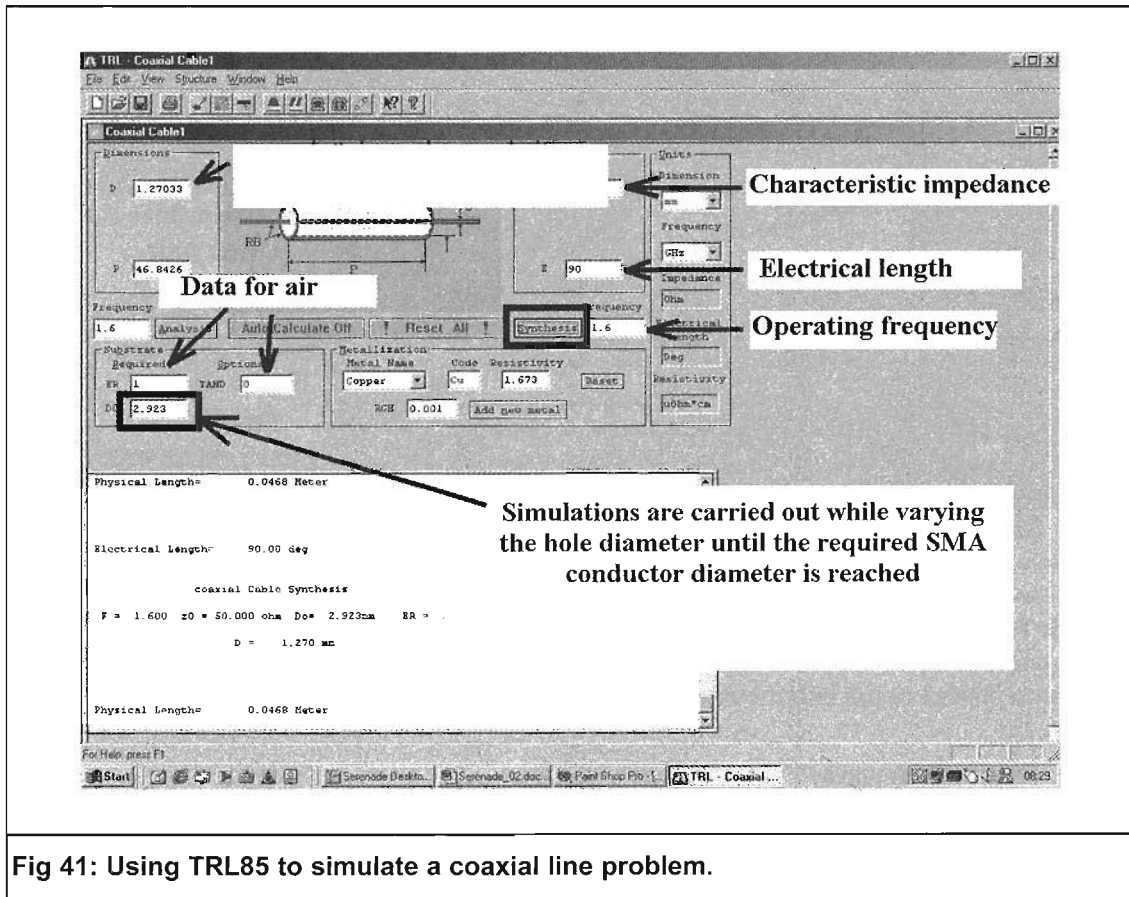 TRL - Coaxial Cable1
File Edit View Structure Window Help
Coaxial Cable1
Dimensions
D 1.27033
RB
P
P 46.8426
Data for air
Units
Dimension
mm
Frequency
GHz
Impedance
Ohm
Electrical
Length
Deg
Resistivity
uOhm*cm
Characteristic impedance
E 90
Electrical length
Frequency
1.6 Analysis Auto Calculate Off ! Reset All ! Synthesis 1.6
Frequency
Operating frequency
Substrate
Required Options
ER 1 TAND 0
DO 2.923
Metallization
Metal Name Code Resistivity
Copper Cu 1.673 Reset
RGH 0.001 Add new metal
Physical Length= 0.0468 Meter
Simulations are carried out while varying
the hole diameter until the required SMA
conductor diameter is reached
Electrical Length= 90.00 deg
coaxial Cable Synthesis
F = 1.600 z0 = 50.000 ohm Do= 2.923mm ER = .
D = 1.270 mm
Physical Length= 0.0468 Meter
For Help, press F1
Start Serenade Deskto... Serenade_02.doc... Paint Shop Pro - [... TRL - Coaxial ... 08:29
Fig 41: Using TRL85 to simulate a coaxial line problem.